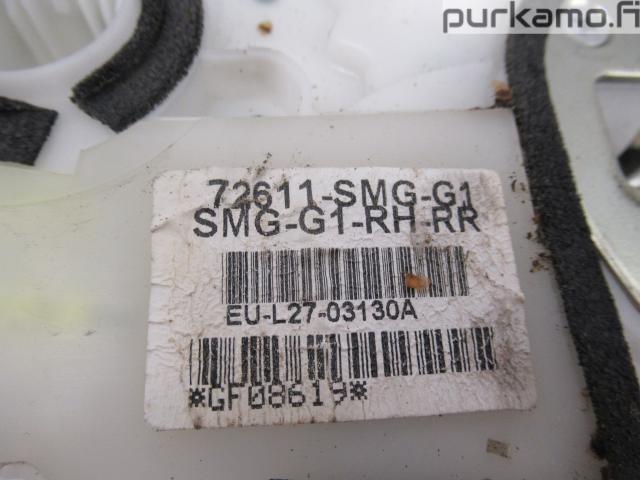 purkamo.fi
72611-SMG-G1
SMG-G1-RH-RR
EU-L27-03130A
*GF08619*